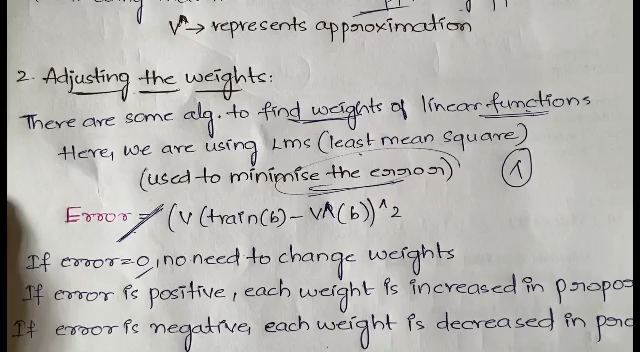 V^ → represents approximation
2. Adjusting the weights:
There are some alg. to find weights of linear functions
Here, we are using LMS (least mean square)
(used to minimise the error) 1
Error = (V (train(b) - V^(b))^2
If error=0, no need to change weights
If error is positive, each weight is increased in propor
If error is negative, each weight is decreased in pro